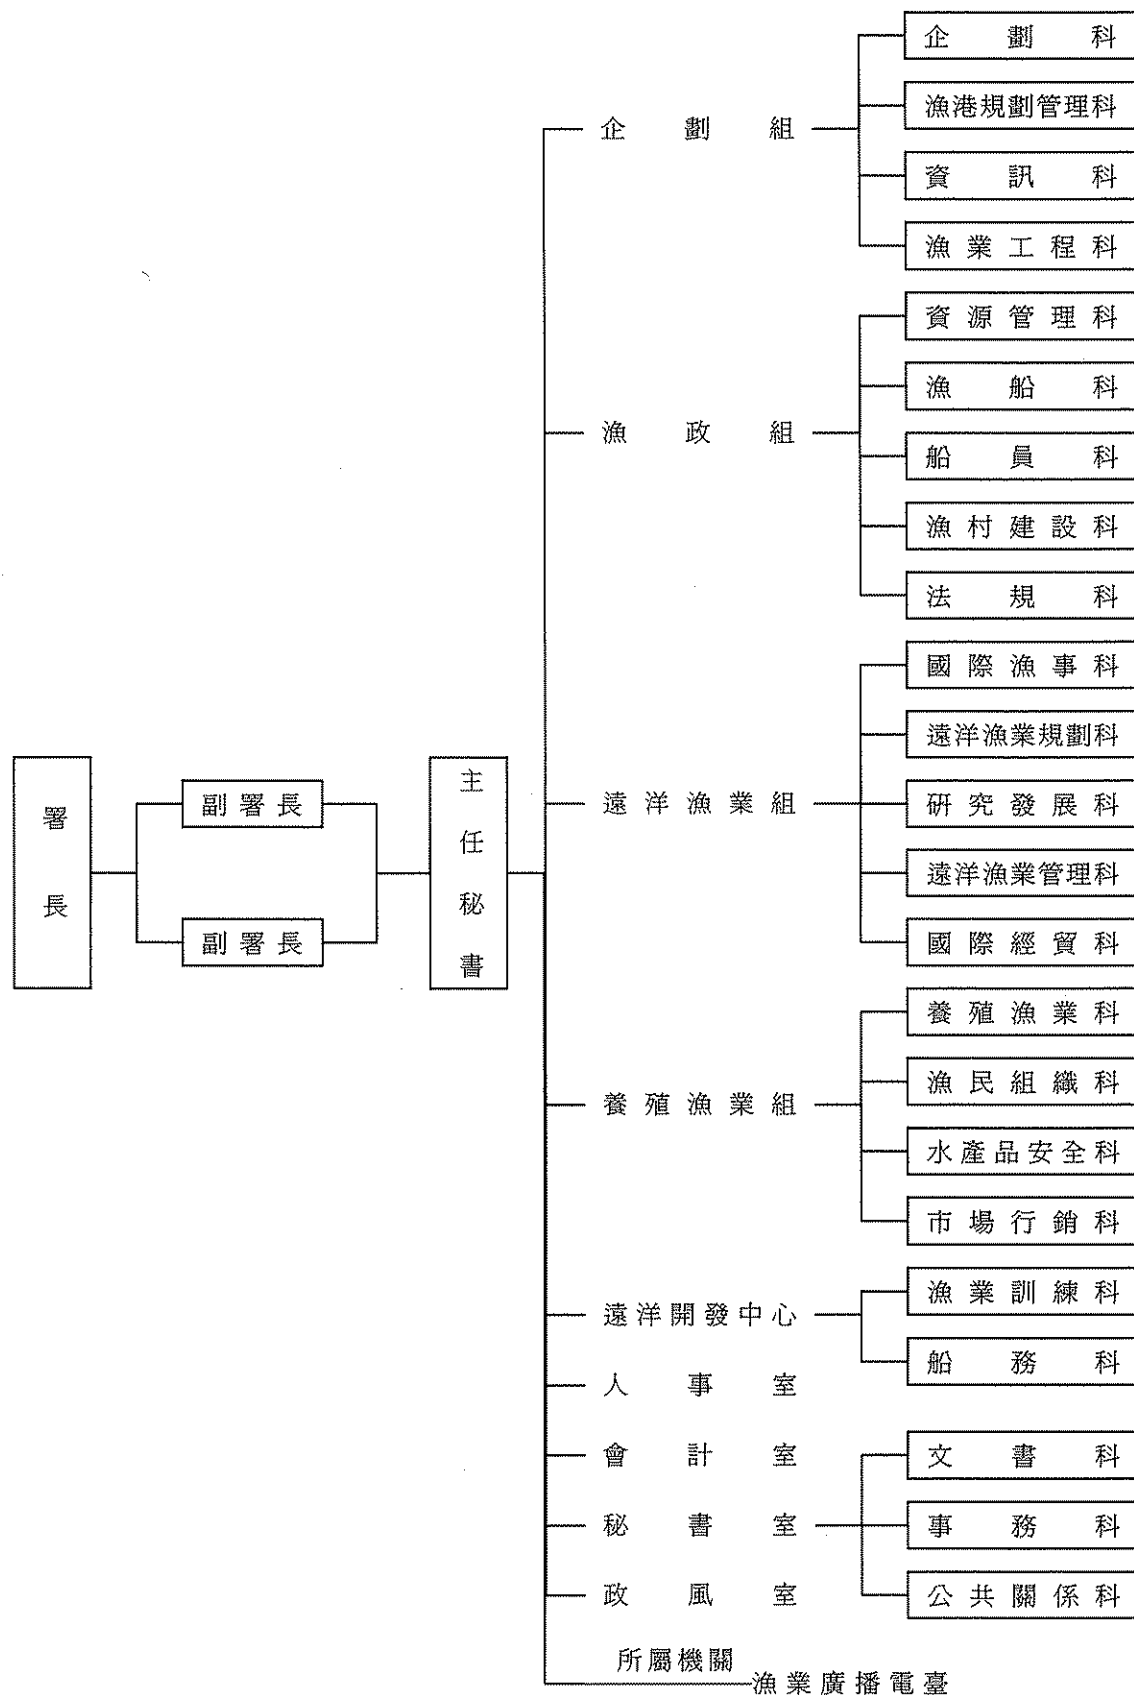 署長
副署長
副署長
主任秘書
企劃組
企劃科
漁港規劃管理科
資訊科
漁業工程科
漁政組
資源管理科
漁船科
船員科
漁村建設科
法規科
遠洋漁業組
國際漁事科
遠洋漁業規劃科
研究發展科
遠洋漁業管理科
國際經貿科
養殖漁業組
養殖漁業科
漁民組織科
水產品安全科
市場行銷科
遠洋開發中心
漁業訓練科
船務科
人事室
會計室
秘書室
文書科
事務科
公共關係科
政風室
所屬機關
漁業廣播電臺